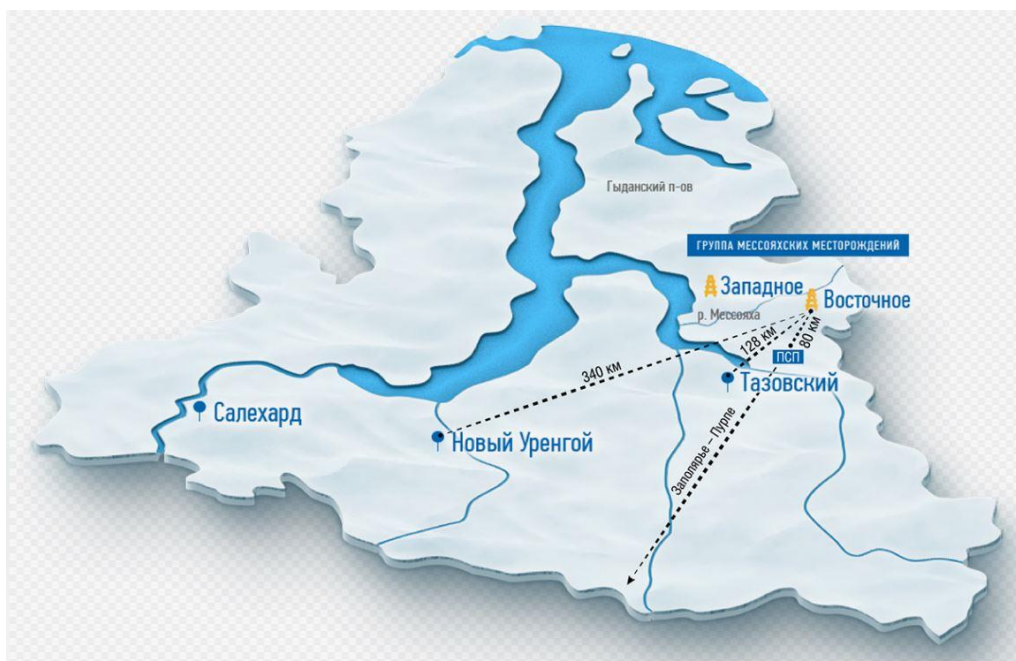 Гыданский п-ов
ГРУППА МЕССОЯХСКИХ МЕСТОРОЖДЕНИЙ
Западное
Восточное
р. Мессояха
128 км
80 км
ПСП
340 км
Тазовский
Салехард
Новый Уренгой
Заполярье – Пурпе